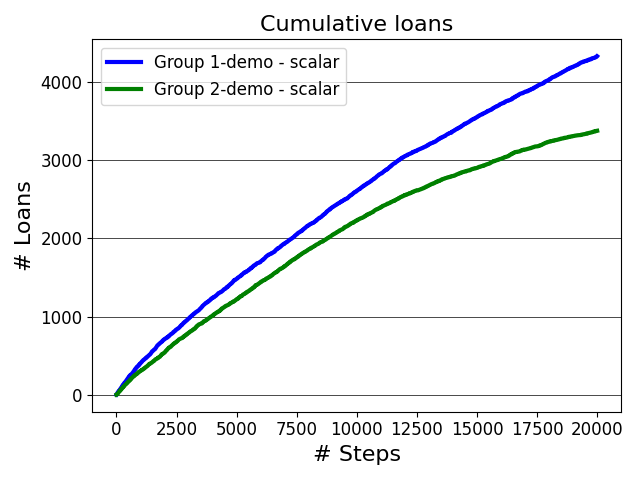 Cumulative loans
Group 1-demo - scalar
Group 2-demo - scalar
# Loans
4000
3000
2000
1000
0
0 2500 5000 7500 10000 12500 15000 17500 20000
# Steps